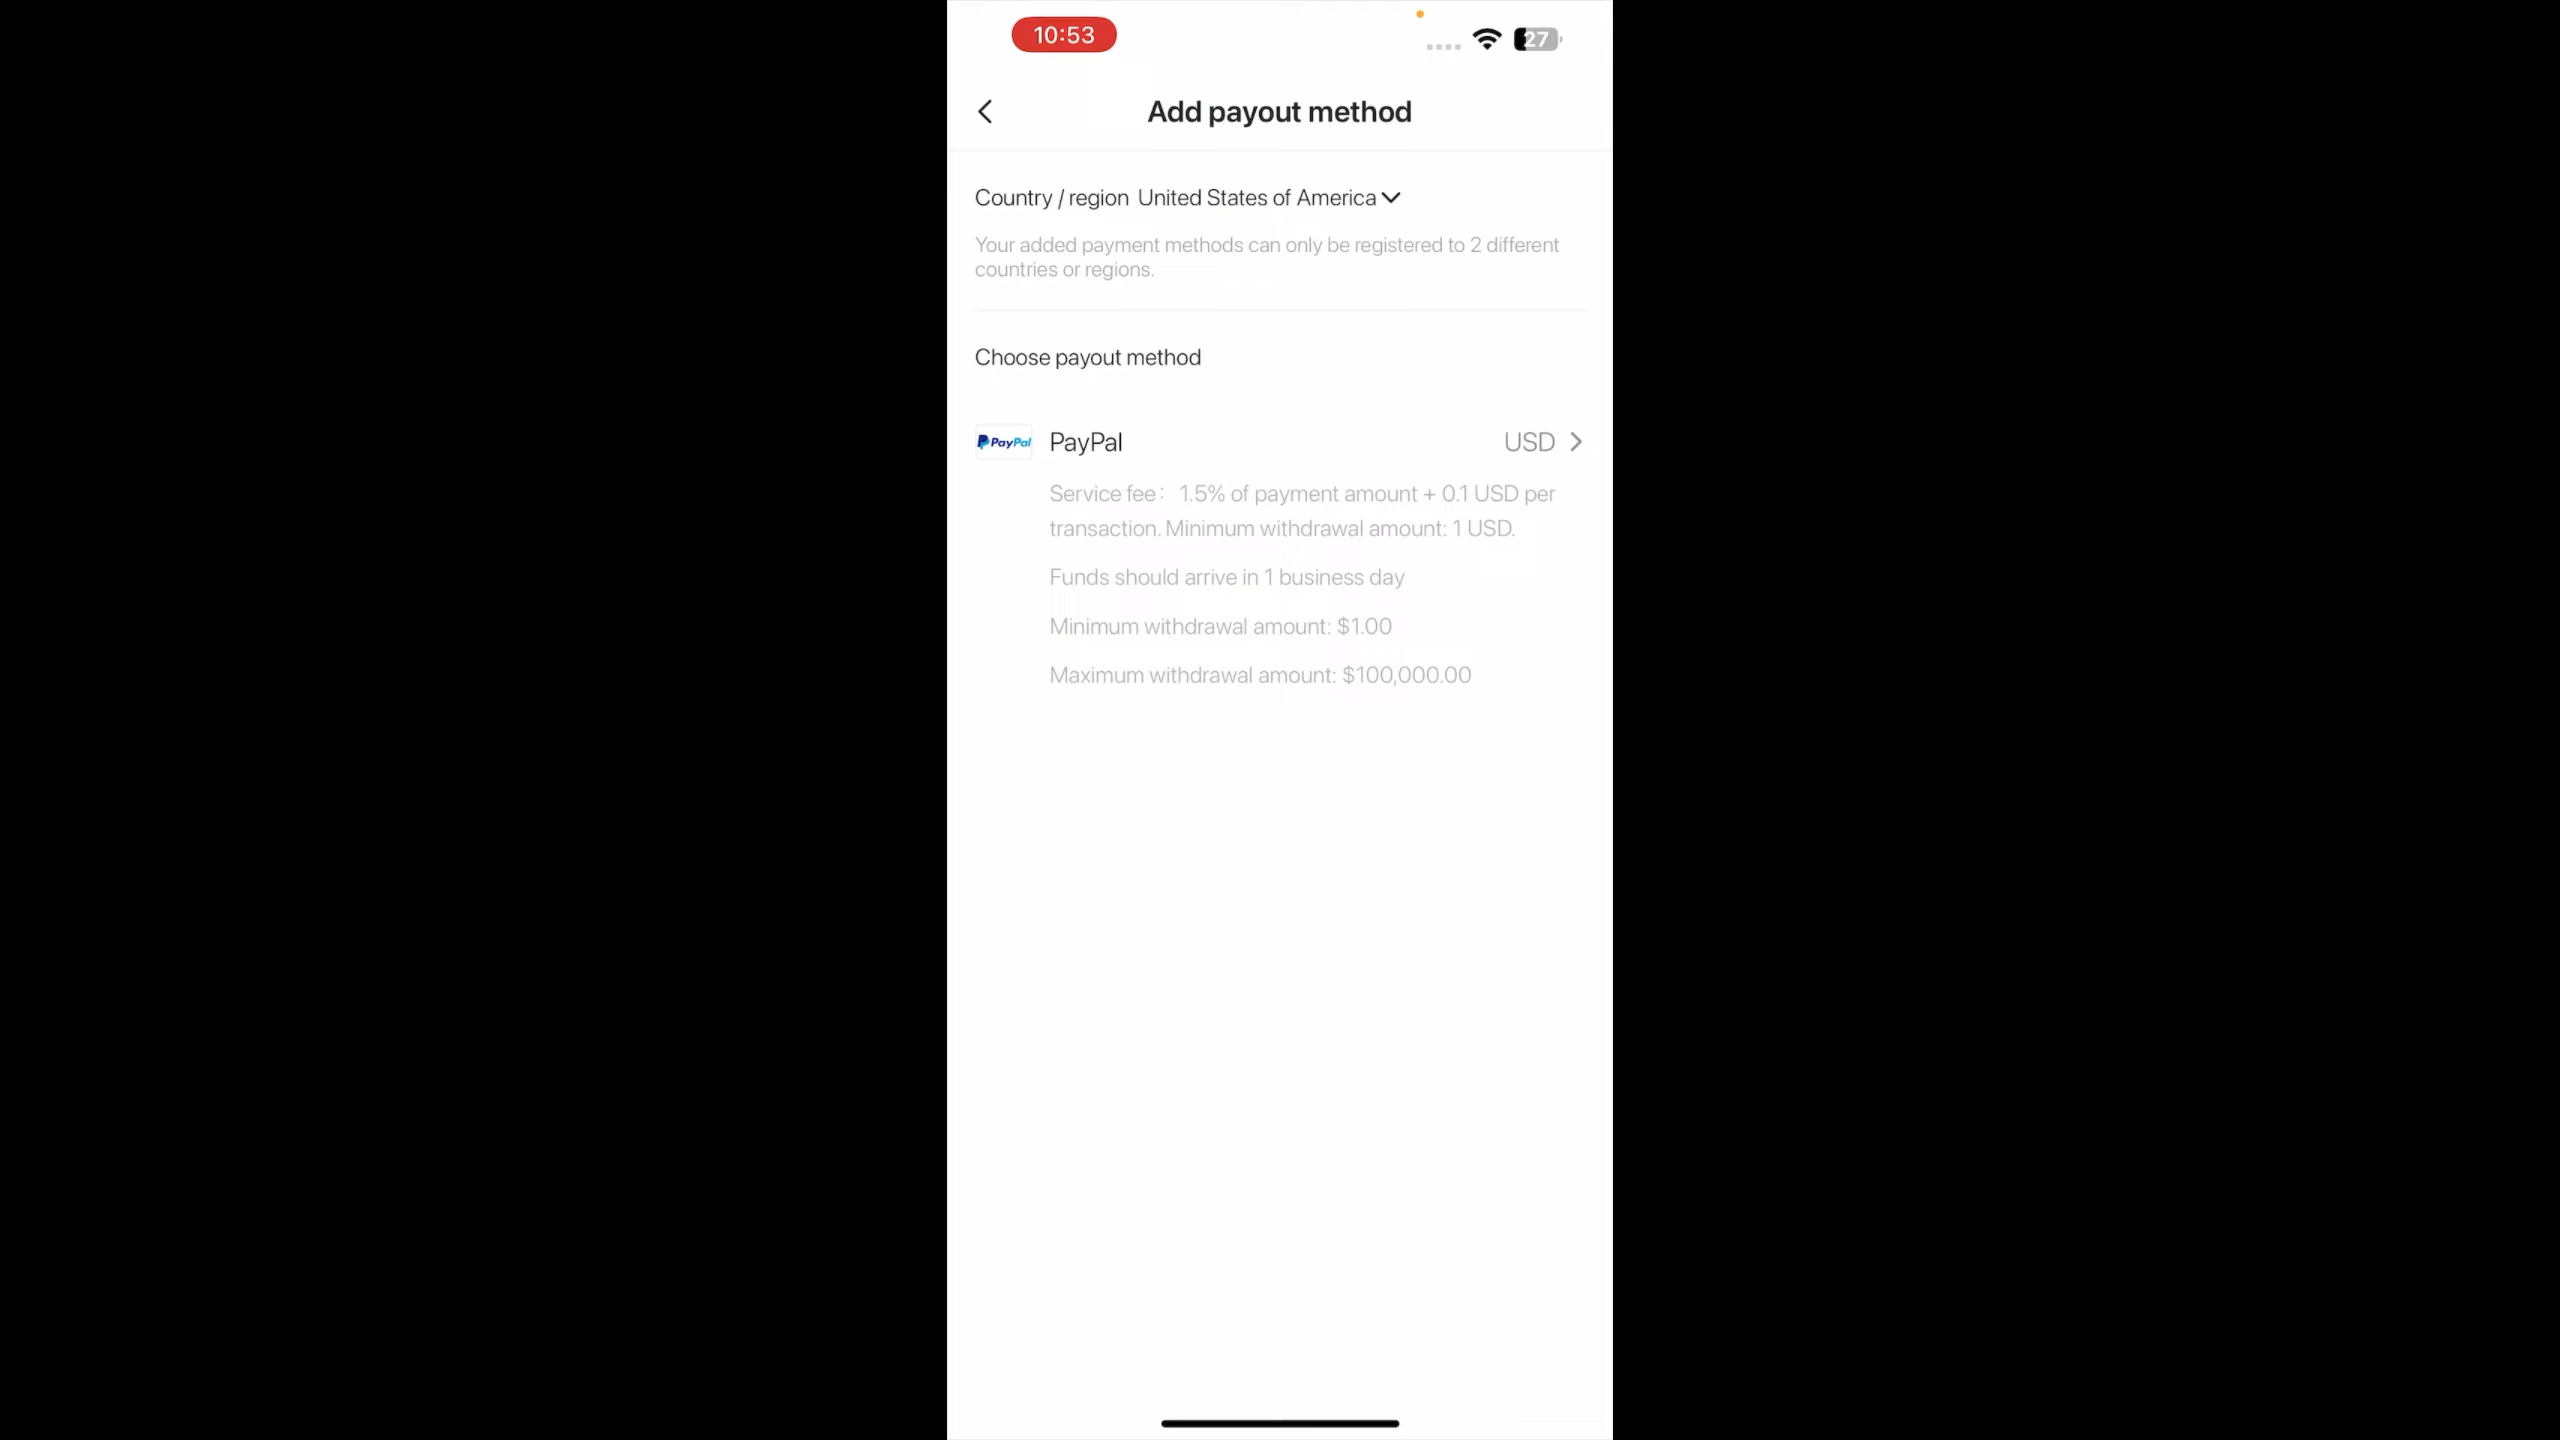 10:53
27
Add payout method
Country / region United States of America
Your added payment methods can only be registered to 2 different
countries or regions.
Choose payout method
PayPal PayPal USD
Service fee: 1.5% of payment amount + 0.1 USD per
transaction. Minimum withdrawal amount: 1 USD.
Funds should arrive in 1 business day
Minimum withdrawal amount: $1.00
Maximum withdrawal amount: $100,000.00